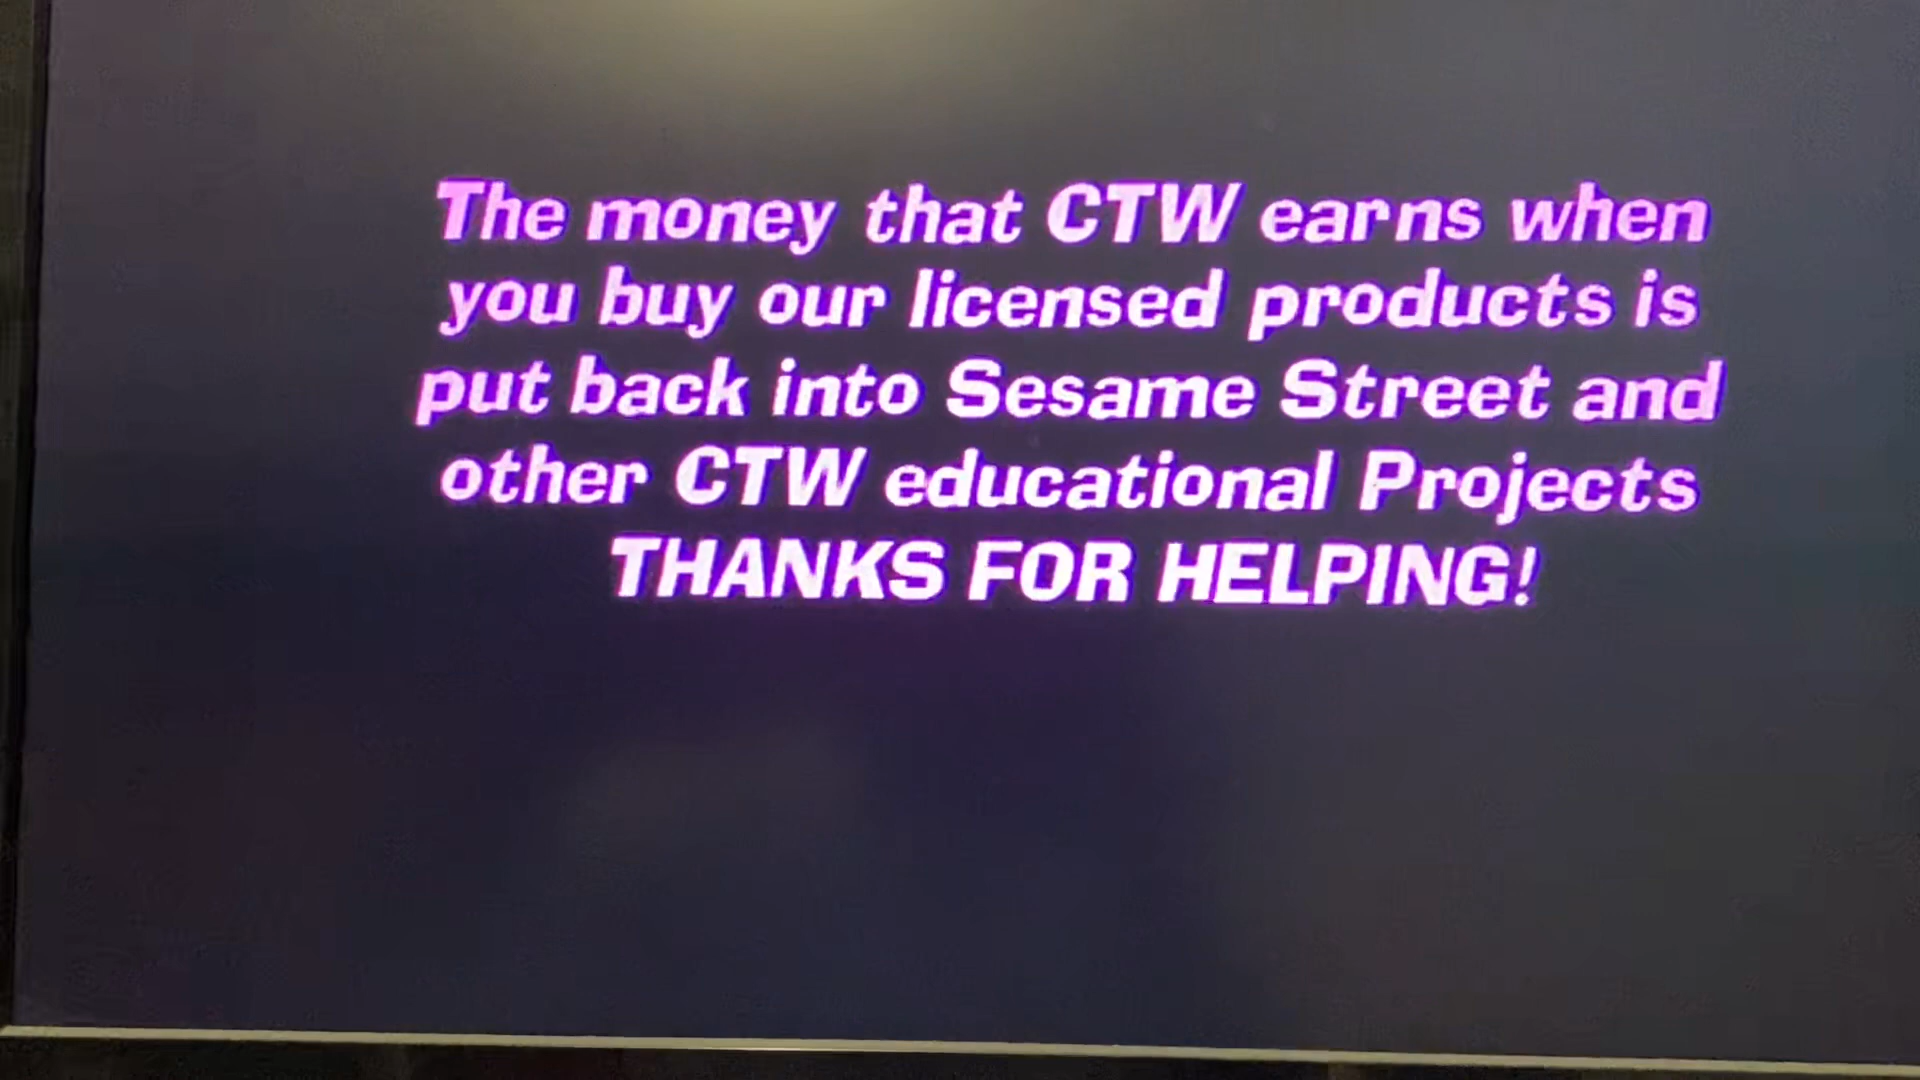 The money that CTW earns when
you buy our licensed products is
put back into Sesame Street and
other CTW educational Projects
THANKS FOR HELPING!